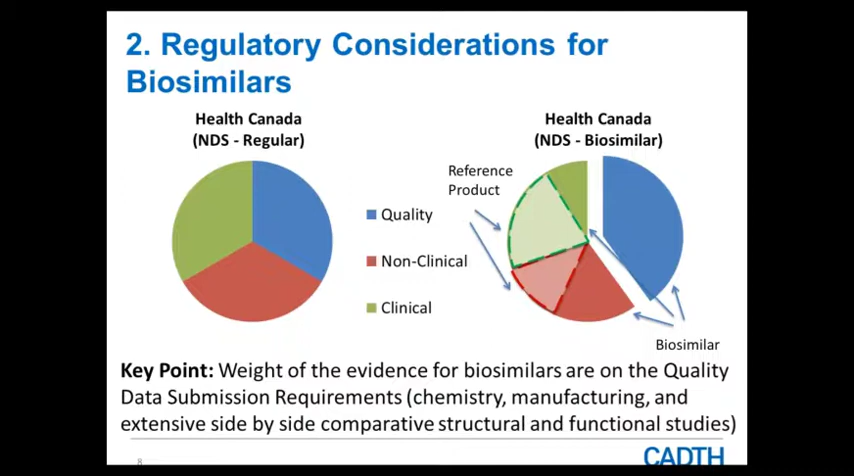 2. Regulatory Considerations for
Biosimilars
Health Canada
(NDS - Regular)
Health Canada
(NDS - Biosimilar)
Reference
Product
Quality
Non-Clinical
Clinical
Biosimilar
Key Point: Weight of the evidence for biosimilars are on the Quality
Data Submission Requirements (chemistry, manufacturing, and
extensive side by side comparative structural and functional studies)
8
CADTH